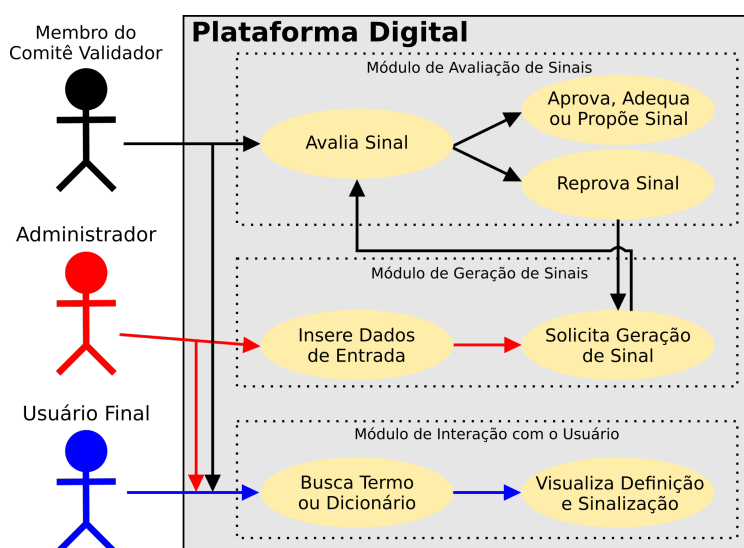 Plataforma Digital
Membro do
Comitê Validador
Módulo de Avaliação de Sinais
Avalia Sinal
Aprova, Adequa
ou Propõe Sinal
Reprova Sinal
Administrador
Módulo de Geração de Sinais
Insere Dados
de Entrada
Solicita Geração
de Sinal
Usuário Final
Módulo de Interação com o Usuário
Busca Termo
ou Dicionário
Visualiza Definição
e Sinalização